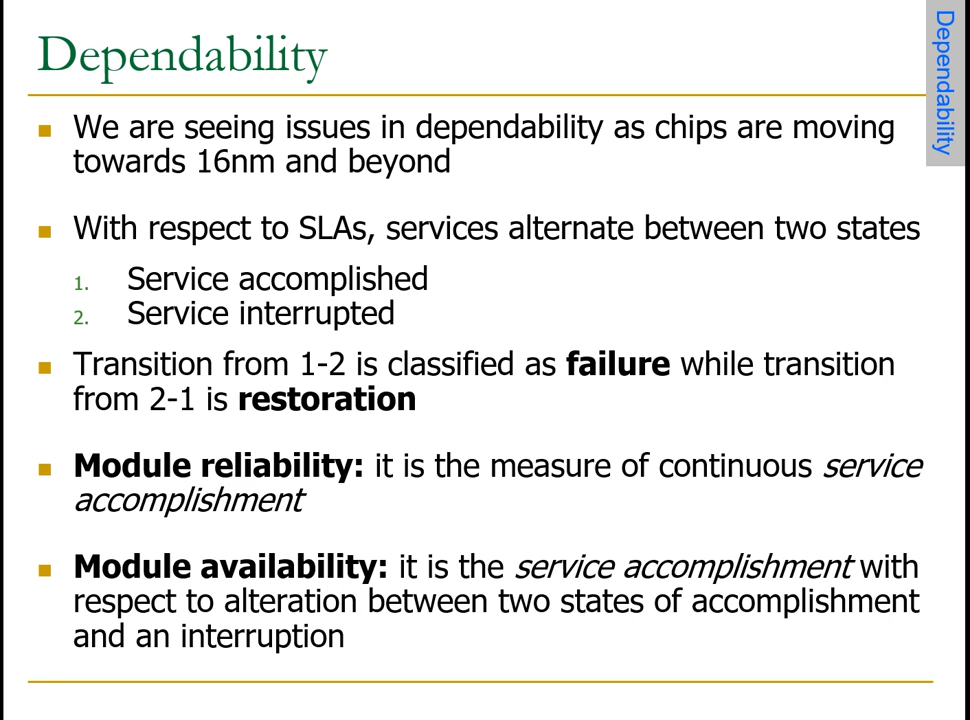 Dependability
Dependability
We are seeing issues in dependability as chips are moving
towards 16nm and beyond
With respect to SLAs, services alternate between two states
1. Service accomplished
2. Service interrupted
Transition from 1-2 is classified as failure while transition
from 2-1 is restoration
Module reliability: it is the measure of continuous service
accomplishment
Module availability: it is the service accomplishment with
respect to alteration between two states of accomplishment
and an interruption